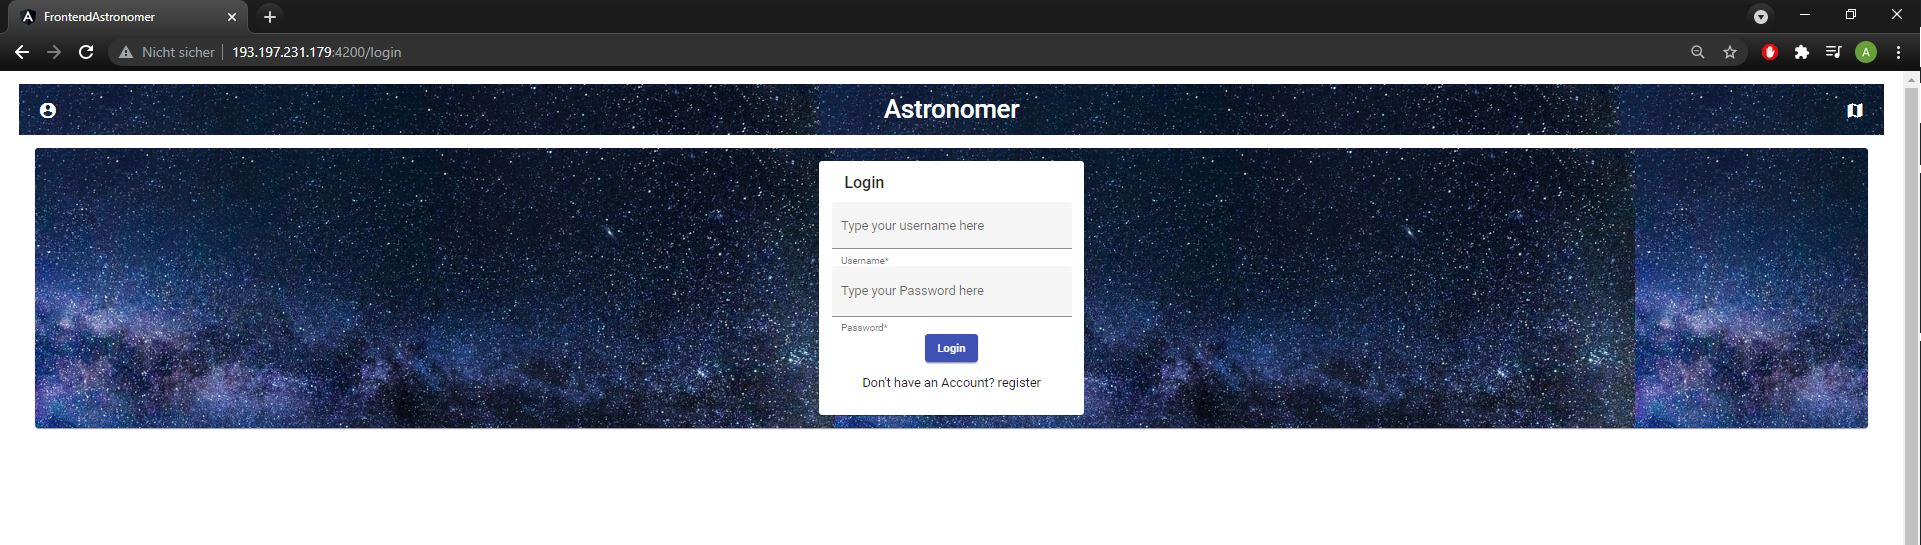 FrontendAstronomer
Nicht sicher 193.197.231.179:4200/login
A
Astronomer
Login
Type your username here
Username*
Type your Password here
Password*
Login
Don't have an Account? register